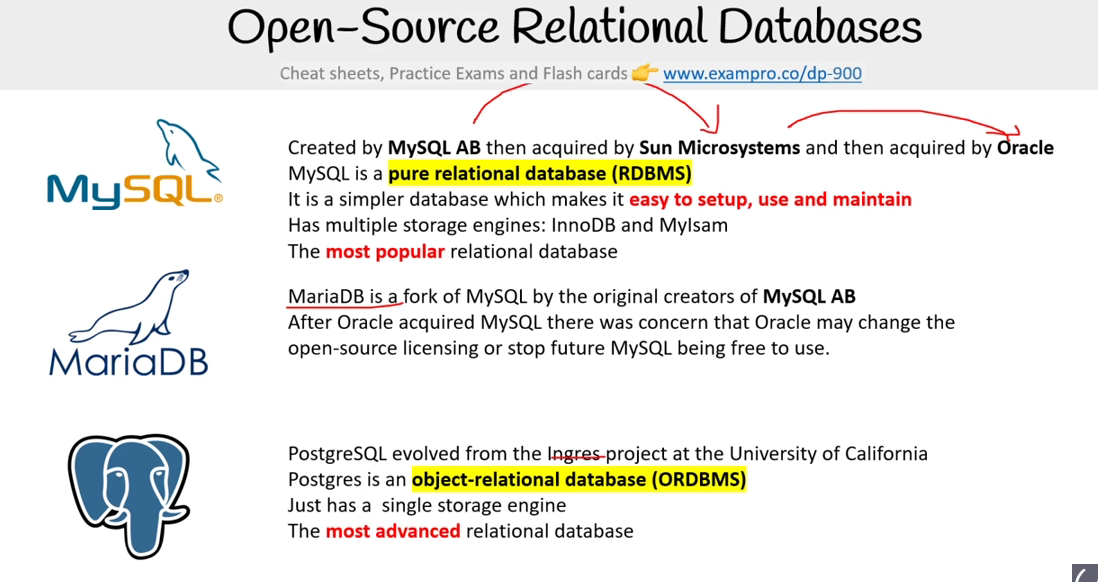 Open-Source Relational Databases
Cheat sheets, Practice Exams and Flash cards 👉 www.exampro.co/dp-900
MySQL®
Created by MySQL AB then acquired by Sun Microsystems and then acquired by Oracle
MySQL is a pure relational database (RDBMS)
It is a simpler database which makes it easy to setup, use and maintain
Has multiple storage engines: InnoDB and MyIsam
The most popular relational database
MariaDB
MariaDB is a fork of MySQL by the original creators of MySQL AB
After Oracle acquired MySQL there was concern that Oracle may change the
open-source licensing or stop future MySQL being free to use.
PostgreSQL evolved from the Ingres project at the University of California
Postgres is an object-relational database (ORDBMS)
Just has a single storage engine
The most advanced relational database